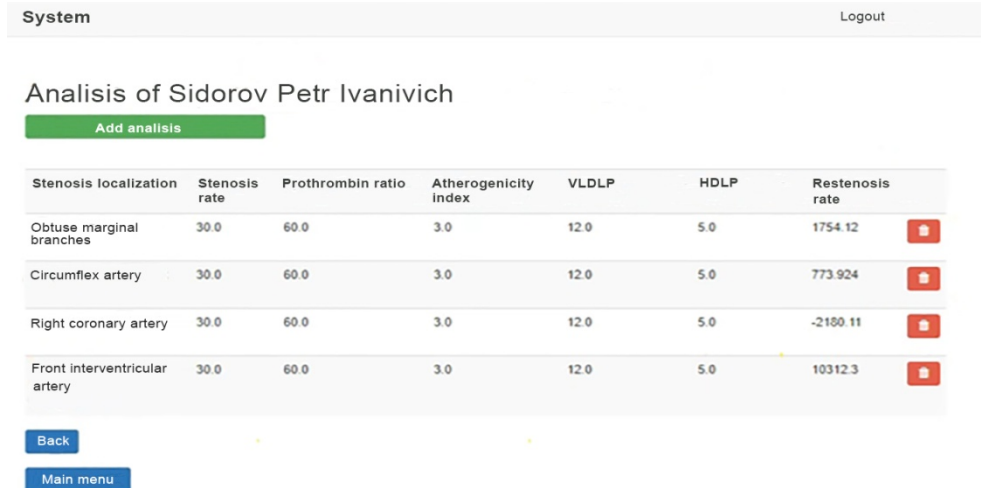 System Logout
Analisis of Sidorov Petr Ivanivich
Add analisis
Stenosis localization Stenosis rate Prothrombin ratio Atherogenicity index VLDLP HDLP Restenosis rate
Obtuse marginal branches 30.0 60.0 3.0 12.0 5.0 1754.12
Circumflex artery 30.0 60.0 3.0 12.0 5.0 773.924
Right coronary artery 30.0 60.0 3.0 12.0 5.0 -2180.11
Front interventricular artery 30.0 60.0 3.0 12.0 5.0 10312.3
Back
Main menu